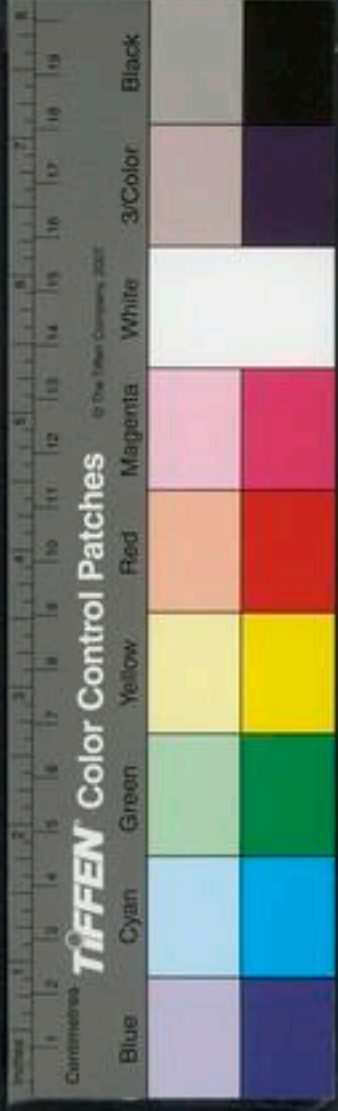 Inches 1 2 3 4 5 6 7 8
Centimetres 1 2 3 4 5 6 7 8 9 10 11 12 13 14 15 16 17 18 19
TIFFEN Color Control Patches © The Tiffen Company, 2007
Blue Cyan Green Yellow Red Magenta White 3/Color Black